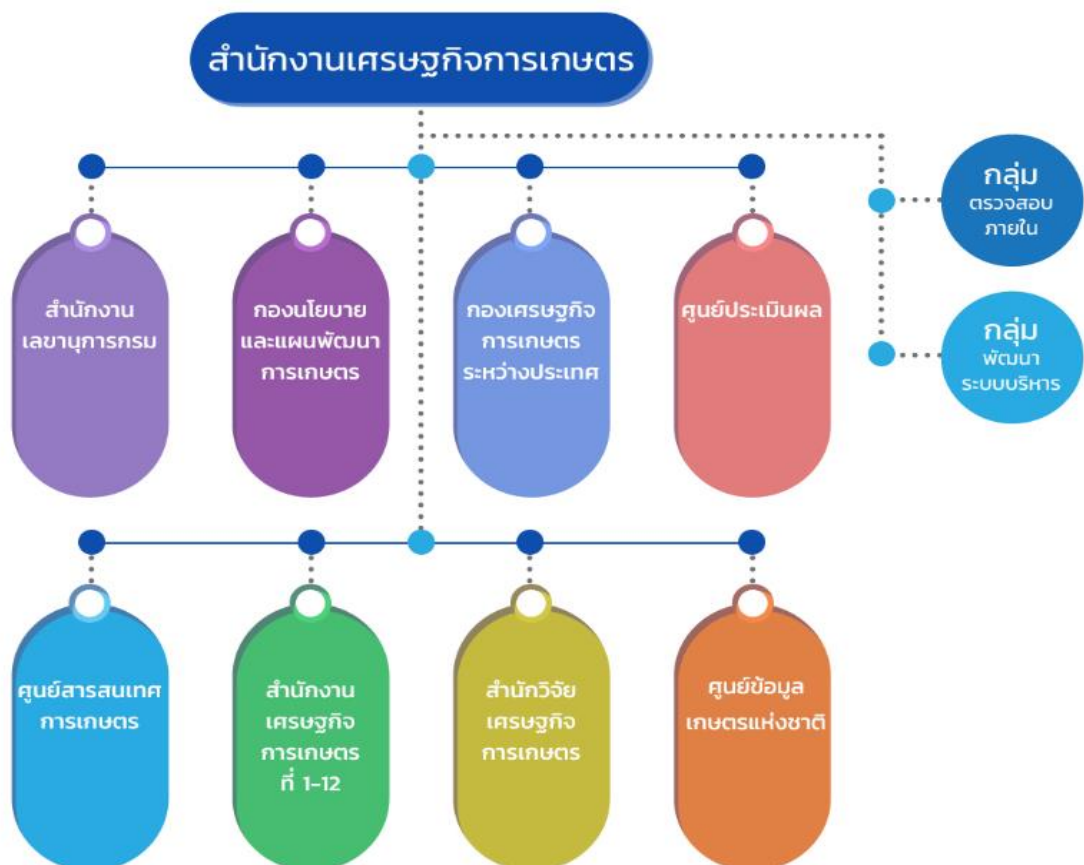 สำนักงานเศรษฐกิจการเกษตร
กลุ่ม
ตรวจสอบ
ภายใน
กลุ่ม
พัฒนา
ระบบบริหาร
สำนักงาน
เลขานุการกรม
กองนโยบาย
และแผนพัฒนา
การเกษตร
กองเศรษฐกิจ
การเกษตร
ระหว่างประเทศ
ศูนย์ประเมินผล
ศูนย์สารสนเทศ
การเกษตร
สำนักงาน
เศรษฐกิจ
การเกษตร
ที่ 1-12
สำนักวิจัย
เศรษฐกิจ
การเกษตร
ศูนย์ข้อมูล
เกษตรแห่งชาติ